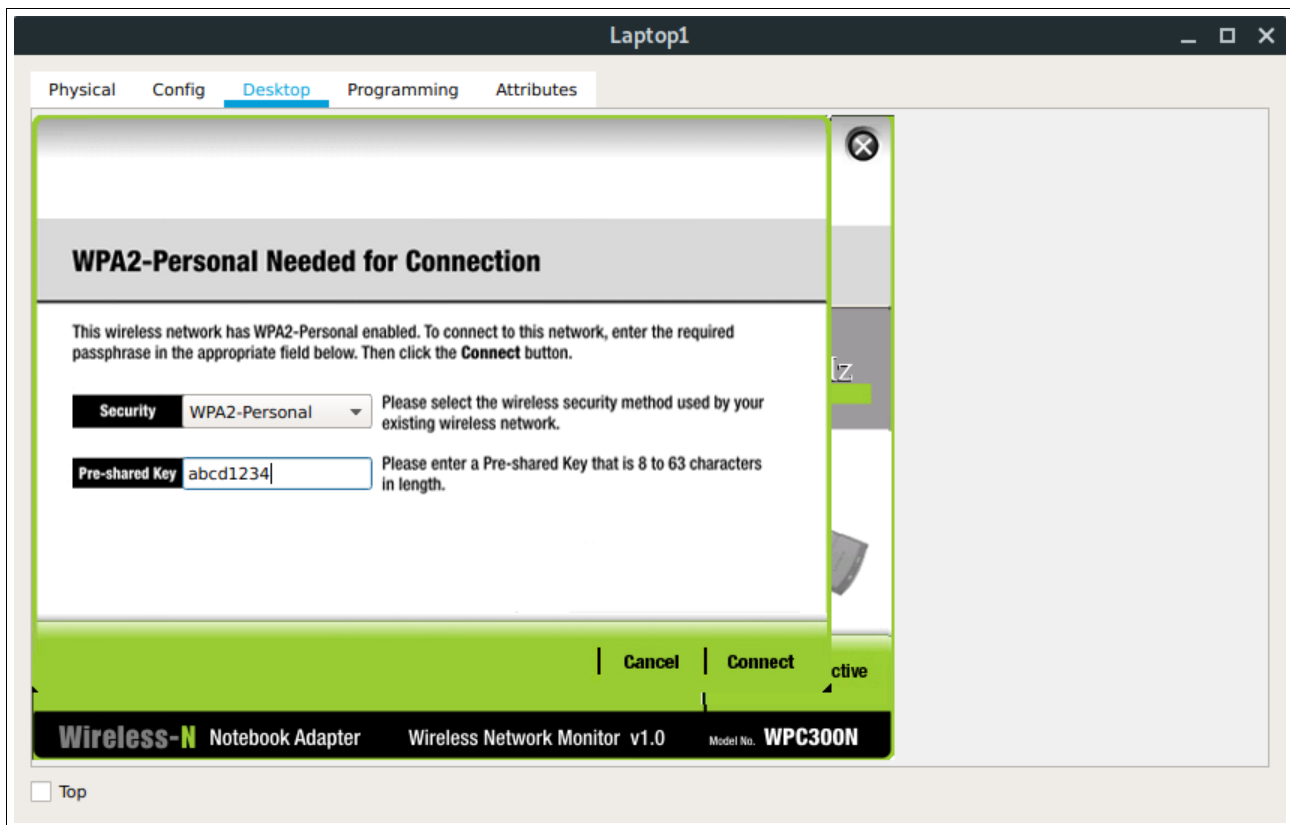 Laptop1
Physical Config Desktop Programming Attributes
WPA2-Personal Needed for Connection
This wireless network has WPA2-Personal enabled. To connect to this network, enter the required
passphrase in the appropriate field below. Then click the Connect button.
Security WPA2-Personal Please select the wireless security method used by your
existing wireless network.
Pre-shared Key abcd1234 Please enter a Pre-shared Key that is 8 to 63 characters
in length.
Cancel Connect
ctive
Wireless-N Notebook Adapter Wireless Network Monitor v1.0 Model No. WPC300N
Top